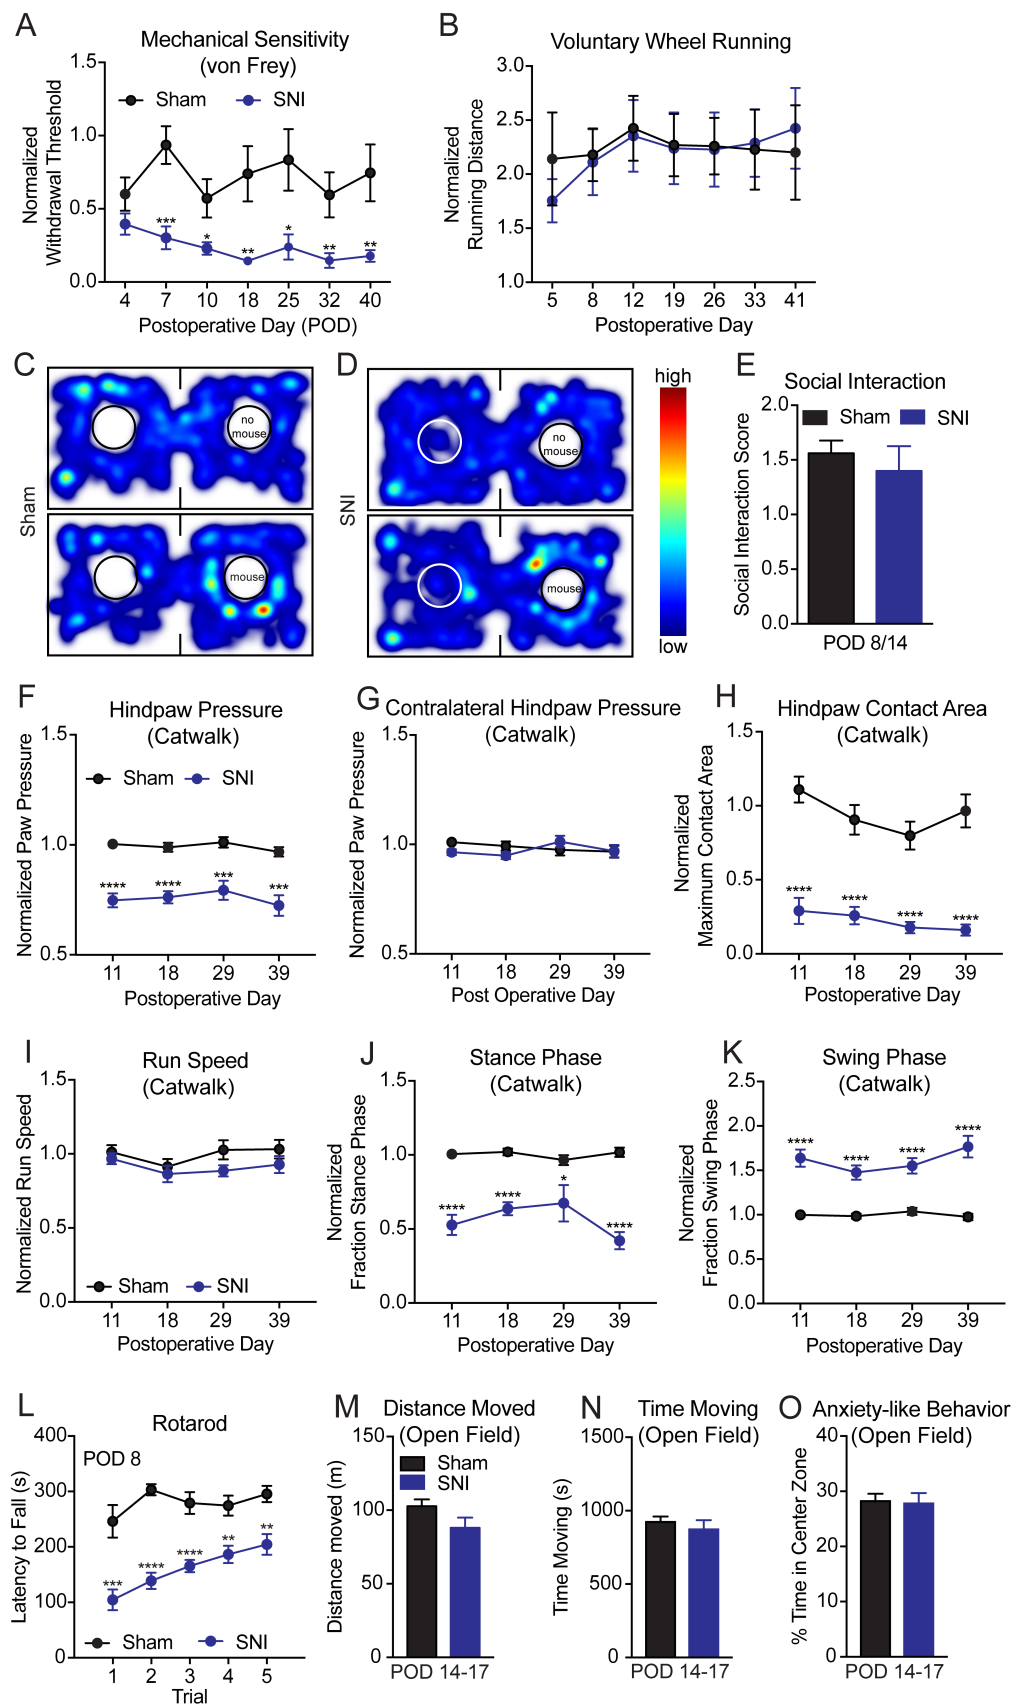 A
Mechanical Sensitivity
(von Frey)
Normalized
Withdrawal Threshold
1.5
1.0
0.5
0.0
Sham
SNI
***
*
**
*
**
**
4 7 10 18 25 32 40
Postoperative Day (POD)
B
Voluntary Wheel Running
Normalized
Running Distance
3.0
2.5
2.0
1.5
1.0
5 8 12 19 26 33 41
Postoperative Day
C
Sham
no
mouse
mouse
D
SNI
no
mouse
mouse
high
low
E
Social Interaction
Social Interaction Score
2.0
1.5
1.0
0.5
0.0
Sham
SNI
POD 8/14
F
Hindpaw Pressure
(Catwalk)
Normalized Paw Pressure
1.5
1.0
0.5
Sham
SNI
****
****
***
***
11 18 29 39
Postoperative Day
G
Contralateral Hindpaw Pressure
(Catwalk)
Normalized Paw Pressure
1.5
1.0
0.5
11 18 29 39
Post Operative Day
H
Hindpaw Contact Area
(Catwalk)
Normalized
Maximum Contact Area
1.5
1.0
0.5
0.0
****
****
****
****
11 18 29 39
Postoperative Day
I
Run Speed
(Catwalk)
Normalized Run Speed
1.5
1.0
0.5
0.0
Sham
SNI
11 18 29 39
Postoperative Day
J
Stance Phase
(Catwalk)
Normalized
Fraction Stance Phase
1.5
1.0
0.5
0.0
****
****
*
****
11 18 29 39
Postoperative Day
K
Swing Phase
(Catwalk)
Normalized
Fraction Swing Phase
2.5
2.0
1.5
1.0
0.5
0.0
****
****
****
****
11 18 29 39
Postoperative Day
L
Rotarod
POD 8
Latency to Fall (s)
400
300
200
100
0
***
****
****
**
**
Sham
SNI
1 2 3 4 5
Trial
M
Distance Moved
(Open Field)
Distance moved (m)
150
100
50
0
Sham
SNI
POD 14-17
N
Time Moving
(Open Field)
Time Moving (s)
1500
1000
500
0
POD 14-17
O
Anxiety-like Behavior
(Open Field)
% Time in Center Zone
40
30
20
10
0
POD 14-17